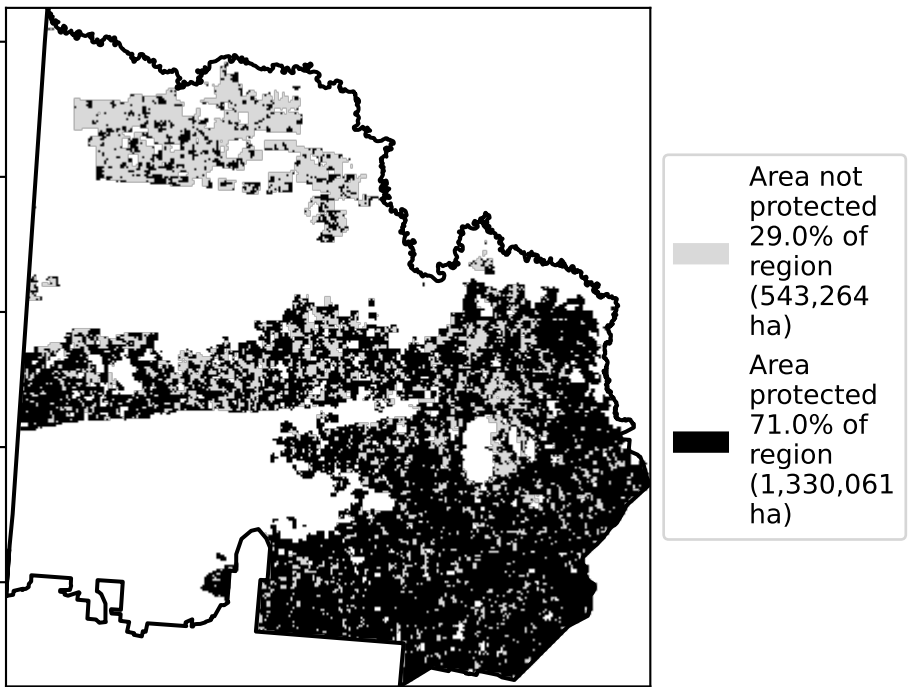 Area not
protected
29.0% of
region
(543,264
ha)
Area
protected
71.0% of
region
(1,330,061
ha)